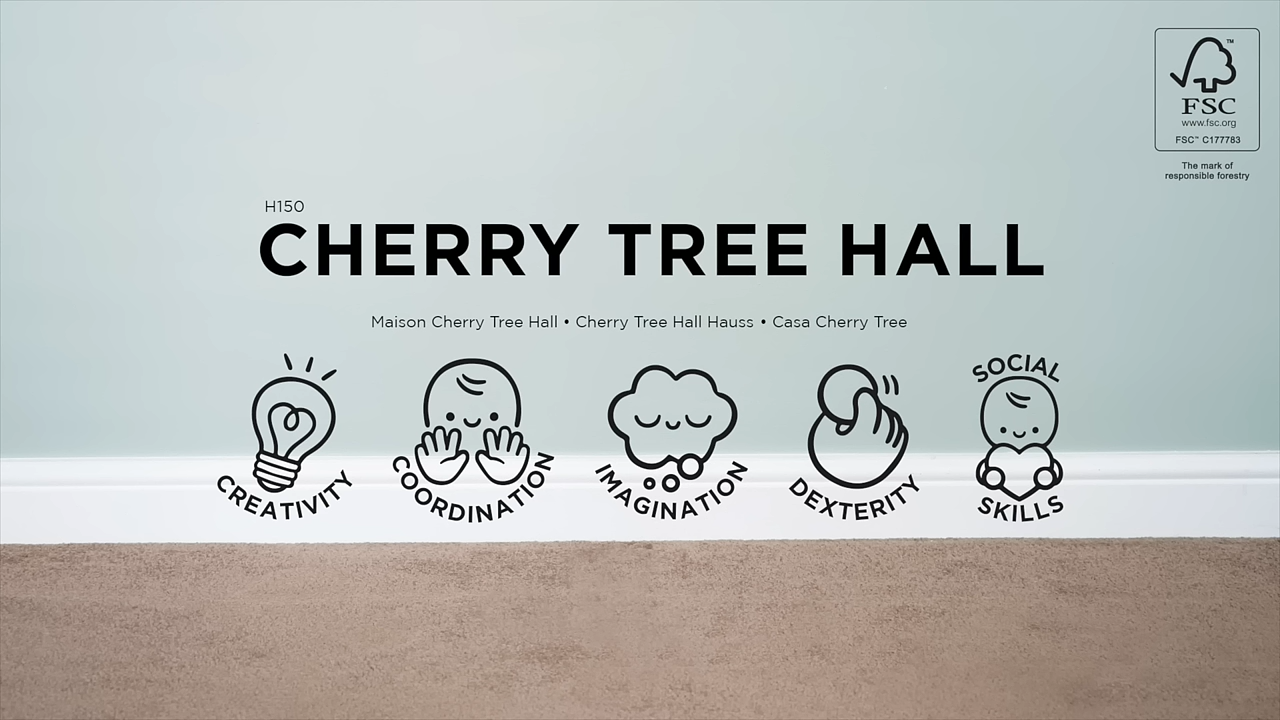 TM
FSC
www.fsc.org
FSC™ C177783
The mark of
responsible forestry
H150
CHERRY TREE HALL
Maison Cherry Tree Hall • Cherry Tree Hall Hauss • Casa Cherry Tree
CREATIVITY
COORDINATION
IMAGINATION
DEXTERITY
SOCIAL
SKILLS